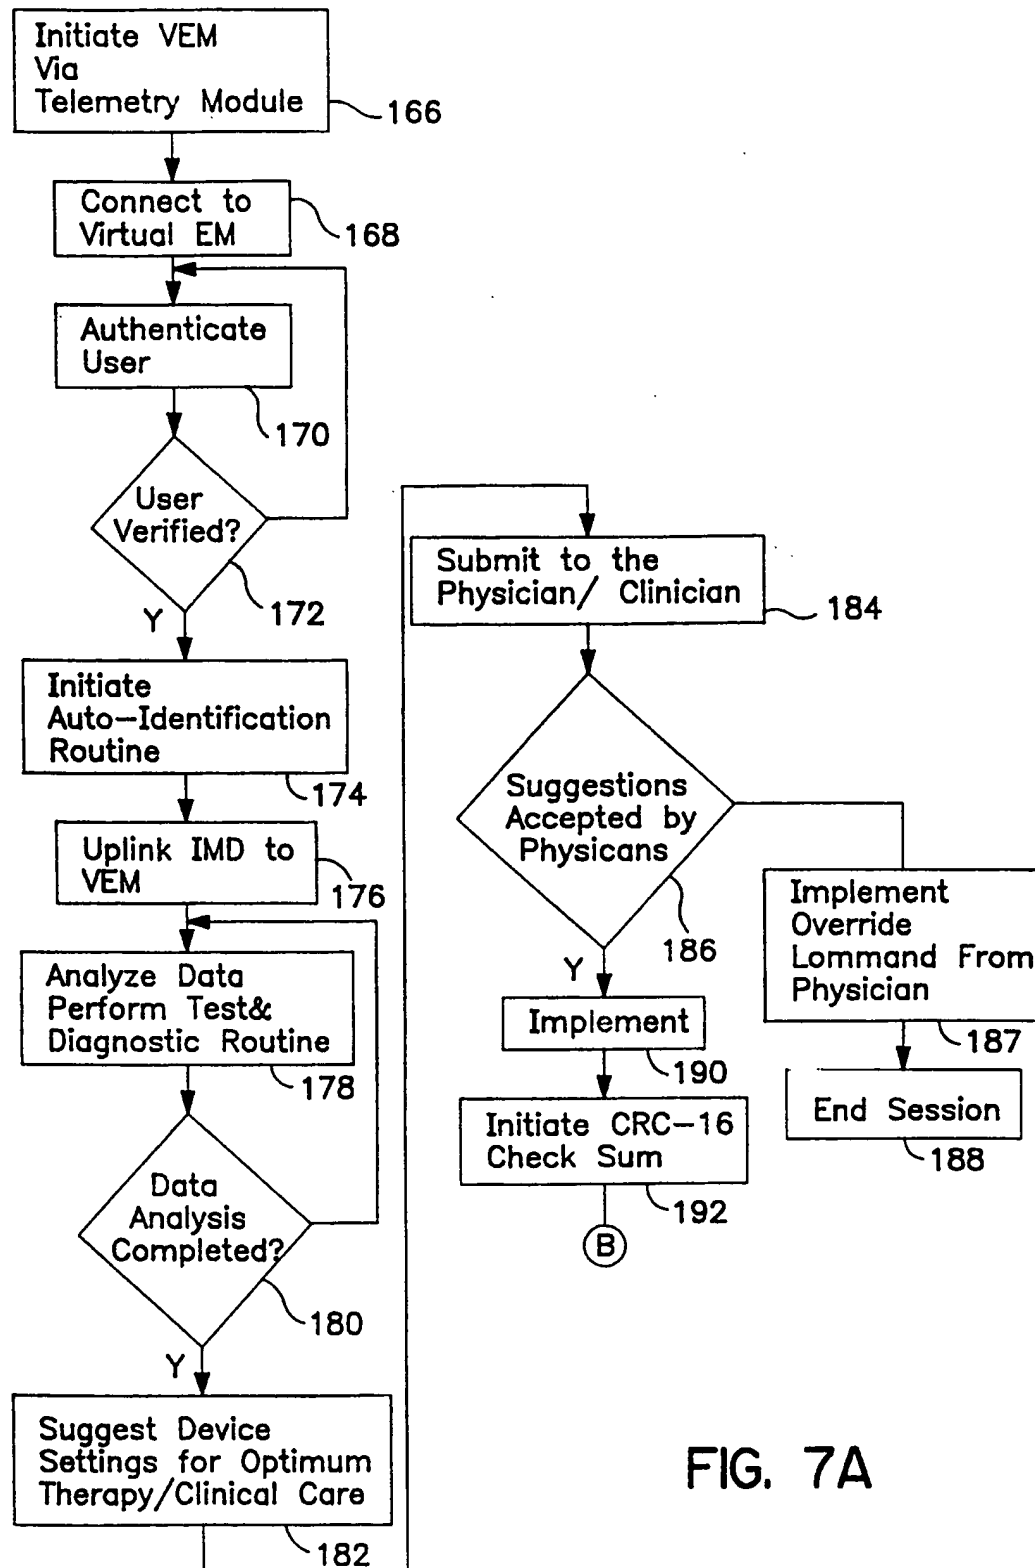 Initiate VEM
Via
Telemetry Module
166
Connect to
Virtual EM
168
Authenticate
User
170
User
Verified?
172
Y
Initiate
Auto-Identification
Routine
174
Uplink IMD to
VEM
176
Analyze Data
Perform Test&
Diagnostic Routine
178
Data
Analysis
Completed?
180
Y
Suggest Device
Settings for Optimum
Therapy/Clinical Care
182
Submit to the
Physician/ Clinician
184
Suggestions
Accepted by
Physicans
186
Y
Implement
190
Initiate CRC-16
Check Sum
192
B
Implement
Override
Lommand From
Physician
187
End Session
188
FIG. 7A